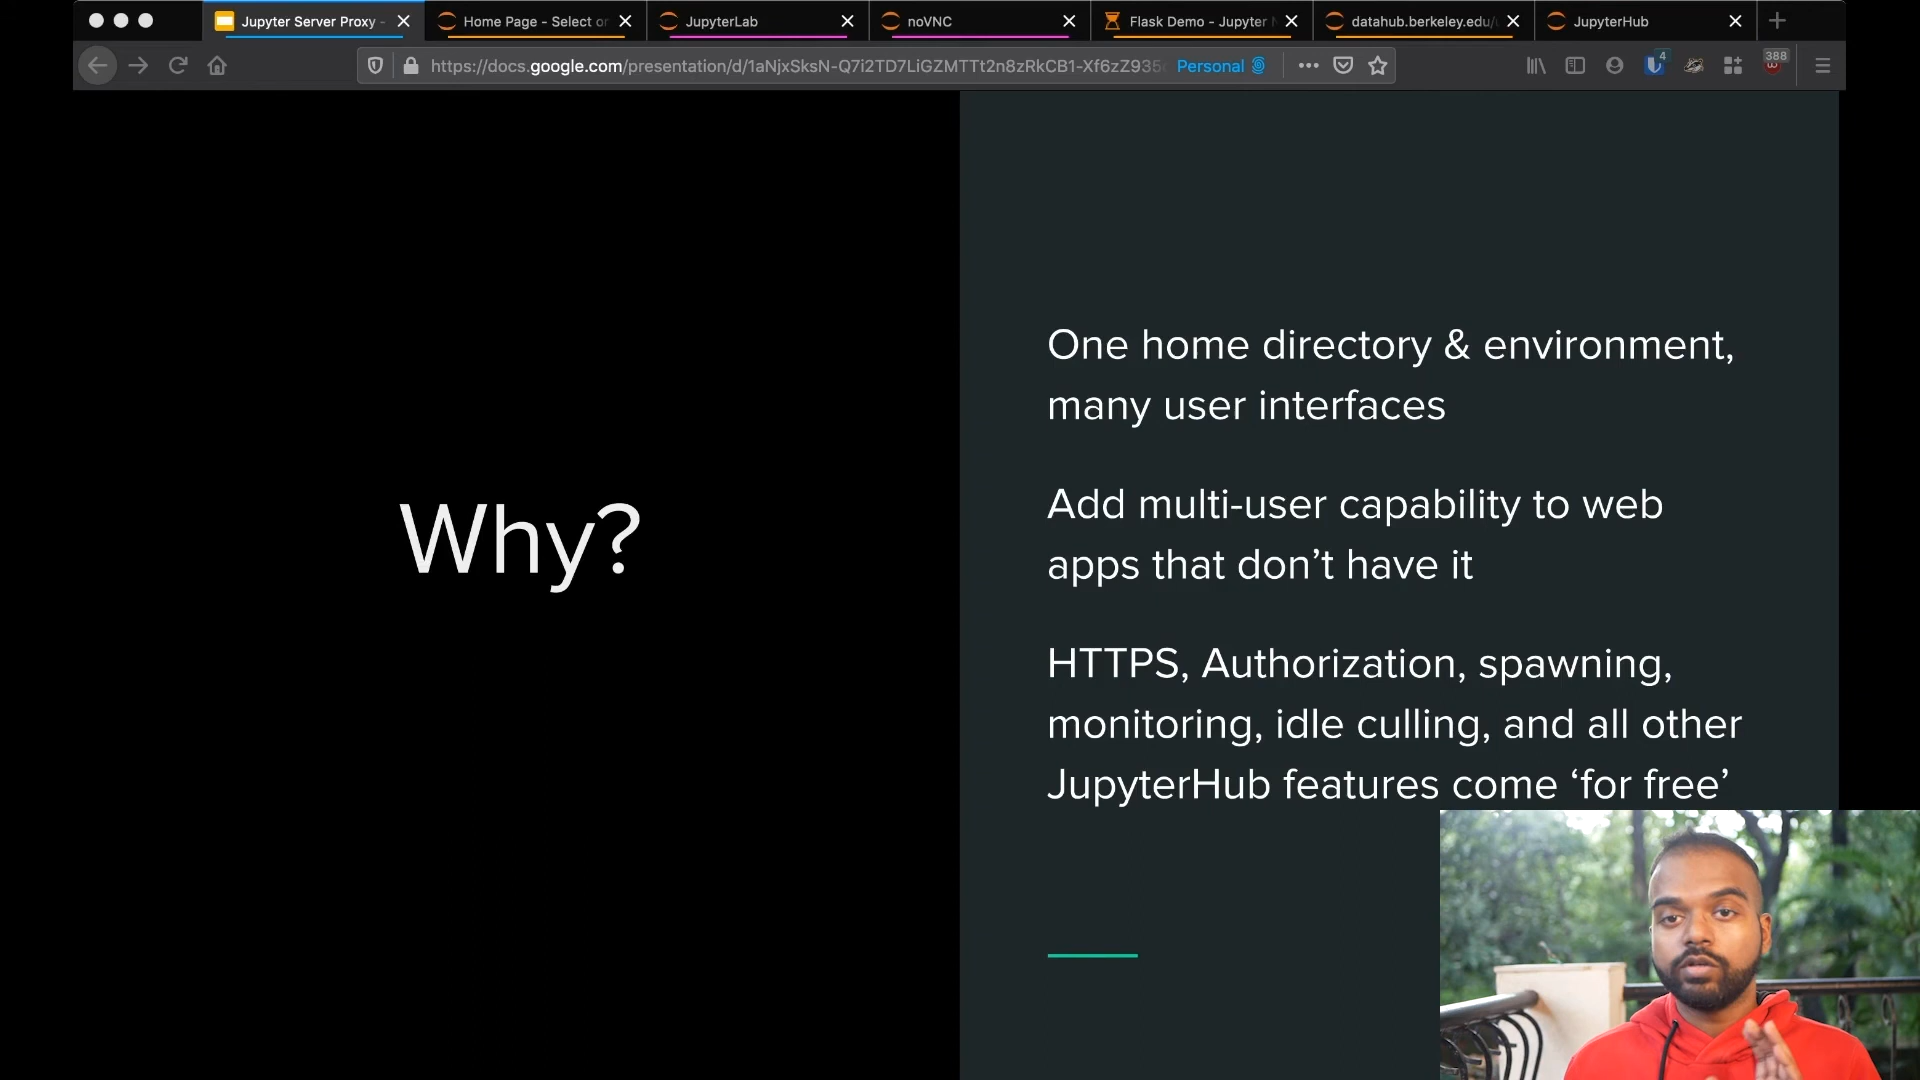 Jupyter Server Proxy -
Home Page - Select or
JupyterLab
noVNC
Flask Demo - Jupyter
datahub.berkeley.edu/
JupyterHub
https://docs.google.com/presentation/d/1aNjxSksN-Q7i2TD7LiGZMTTt2n8zRkCB1-Xf6zZ935
Personal
4
388
Why?
One home directory & environment,
many user interfaces
Add multi-user capability to web
apps that don’t have it
HTTPS, Authorization, spawning,
monitoring, idle culling, and all other
JupyterHub features come ‘for free’